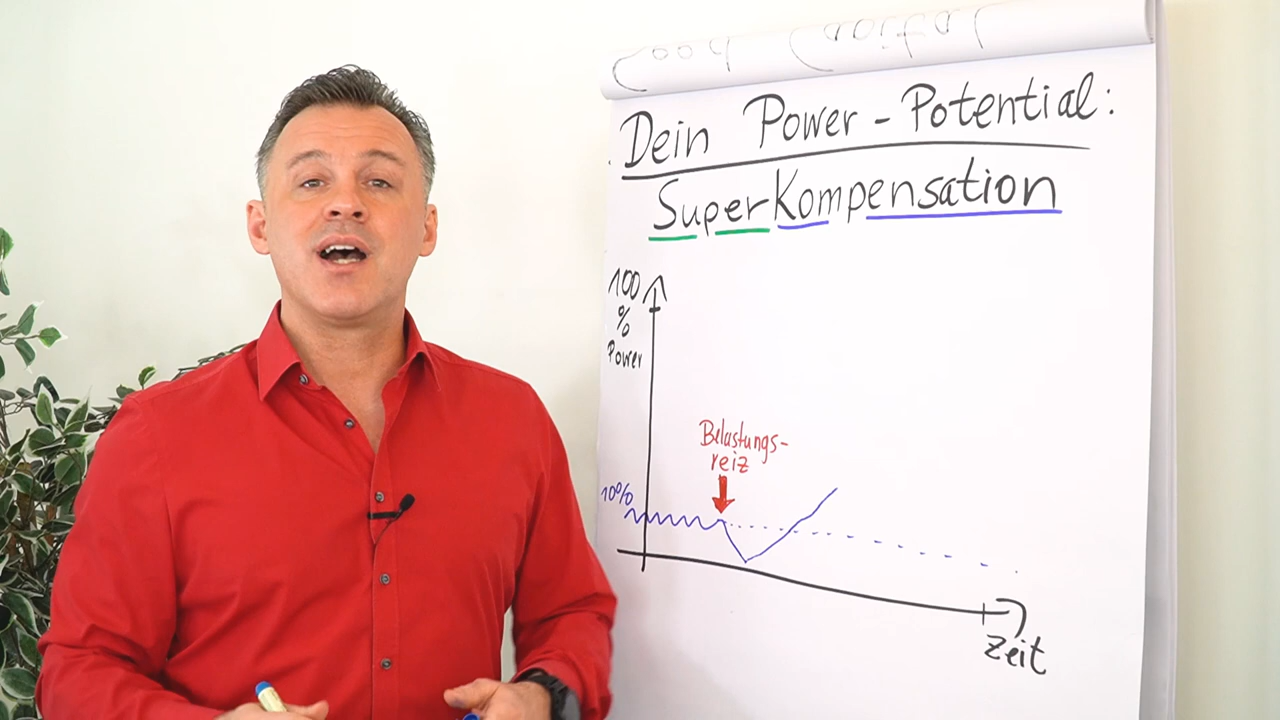 Dein Power-Potential:
SuperKompensation
100
%
Power
Belastungs-
reiz
10%
Zeit